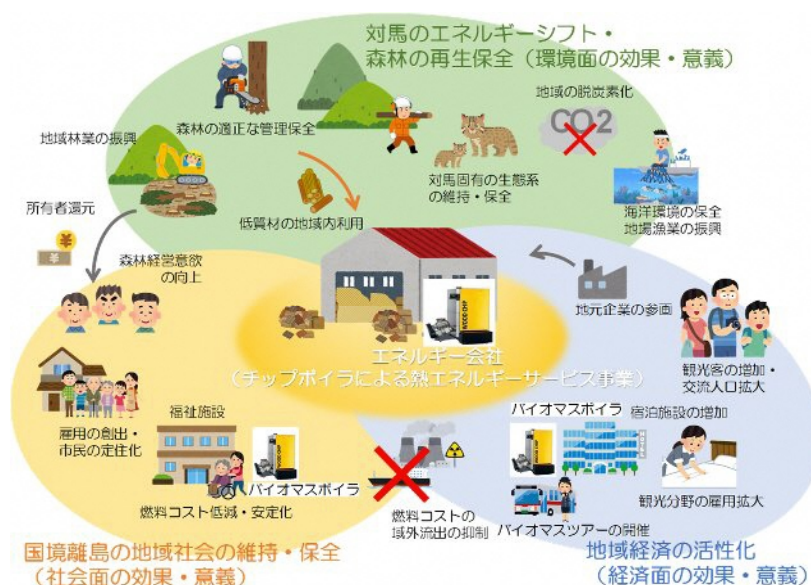 対馬のエネルギーシフト・
森林の再生保全（環境面の効果・意義）
地域の脱炭素化
CO2
森林の適正な管理保全
地域林業の振興
対馬固有の生態系
の維持・保全
海洋環境の保全
地場漁業の振興
所有者還元
低質材の地域内利用
森林経営意欲
の向上
地元企業の参画
WOOD CHIP
エネルギー会社
（チップボイラによる熱エネルギーサービス事業）
観光客の増加・
交流人口拡大
雇用の創出・
市民の定住化
福祉施設
バイオマスボイラ
燃料コスト低減・安定化
燃料コストの
域外流出の抑制
バイオマスボイラ
宿泊施設の増加
観光分野の雇用拡大
バイオマスツアーの開催
国境離島の地域社会の維持・保全
（社会面の効果・意義）
地域経済の活性化
（経済面の効果・意義）